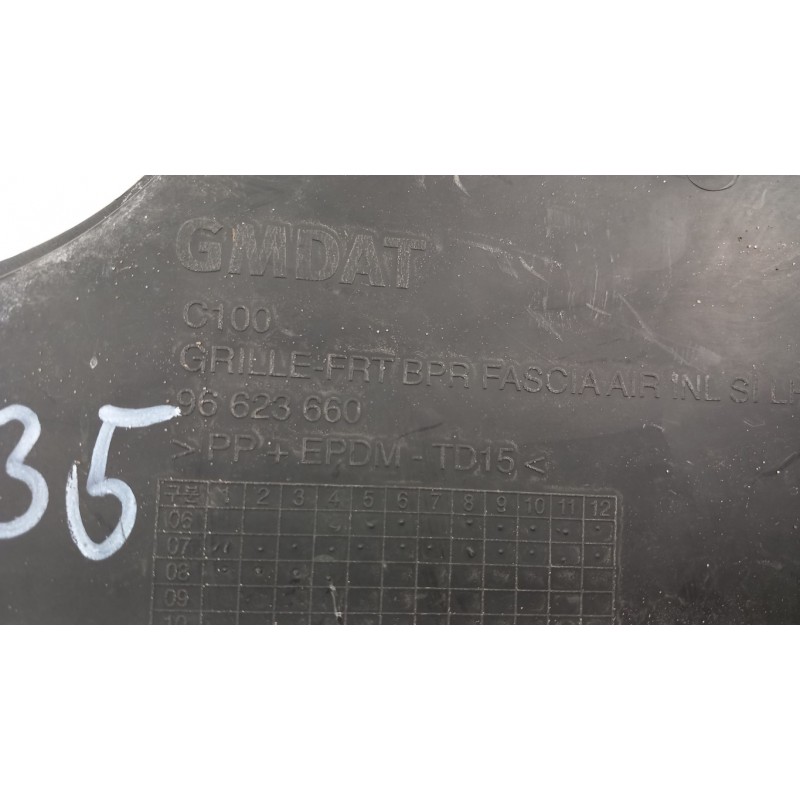 GMDAT
C100
GRILLE-FRT BPR FASCIA AIR INL SI LH
96 623 660
> PP + EPDM - TD15 <
35
구분 1 2 3 4 5 6 7 8 9 10 11 12
06
07
08
09
10